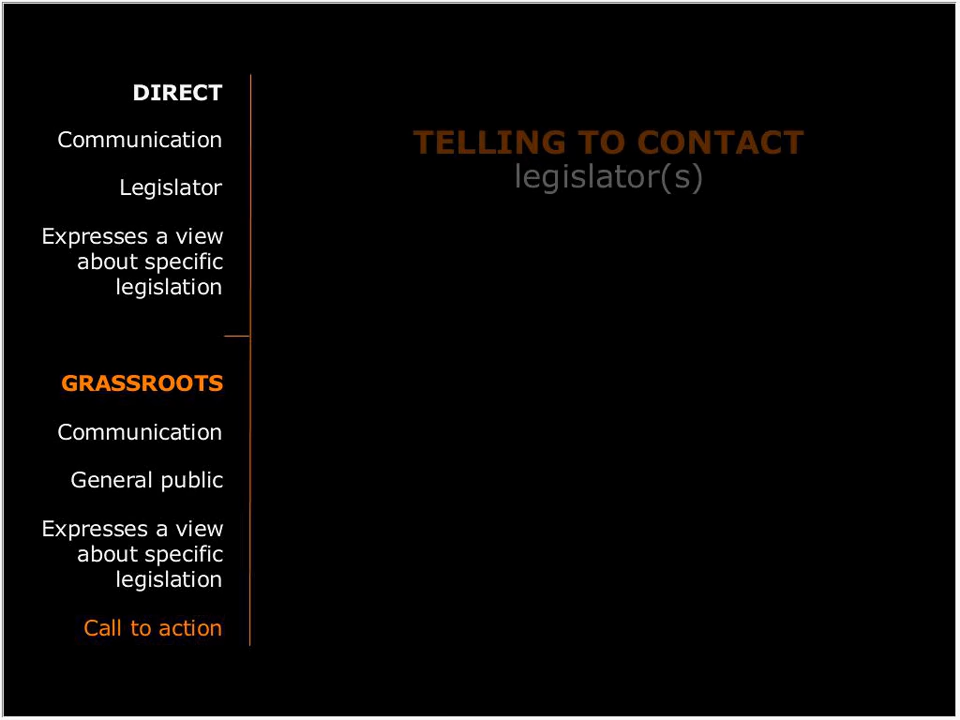 DIRECT
Communication
Legislator
Expresses a view
about specific
legislation
GRASSROOTS
Communication
General public
Expresses a view
about specific
legislation
Call to action
TELLING TO CONTACT
legislator(s)